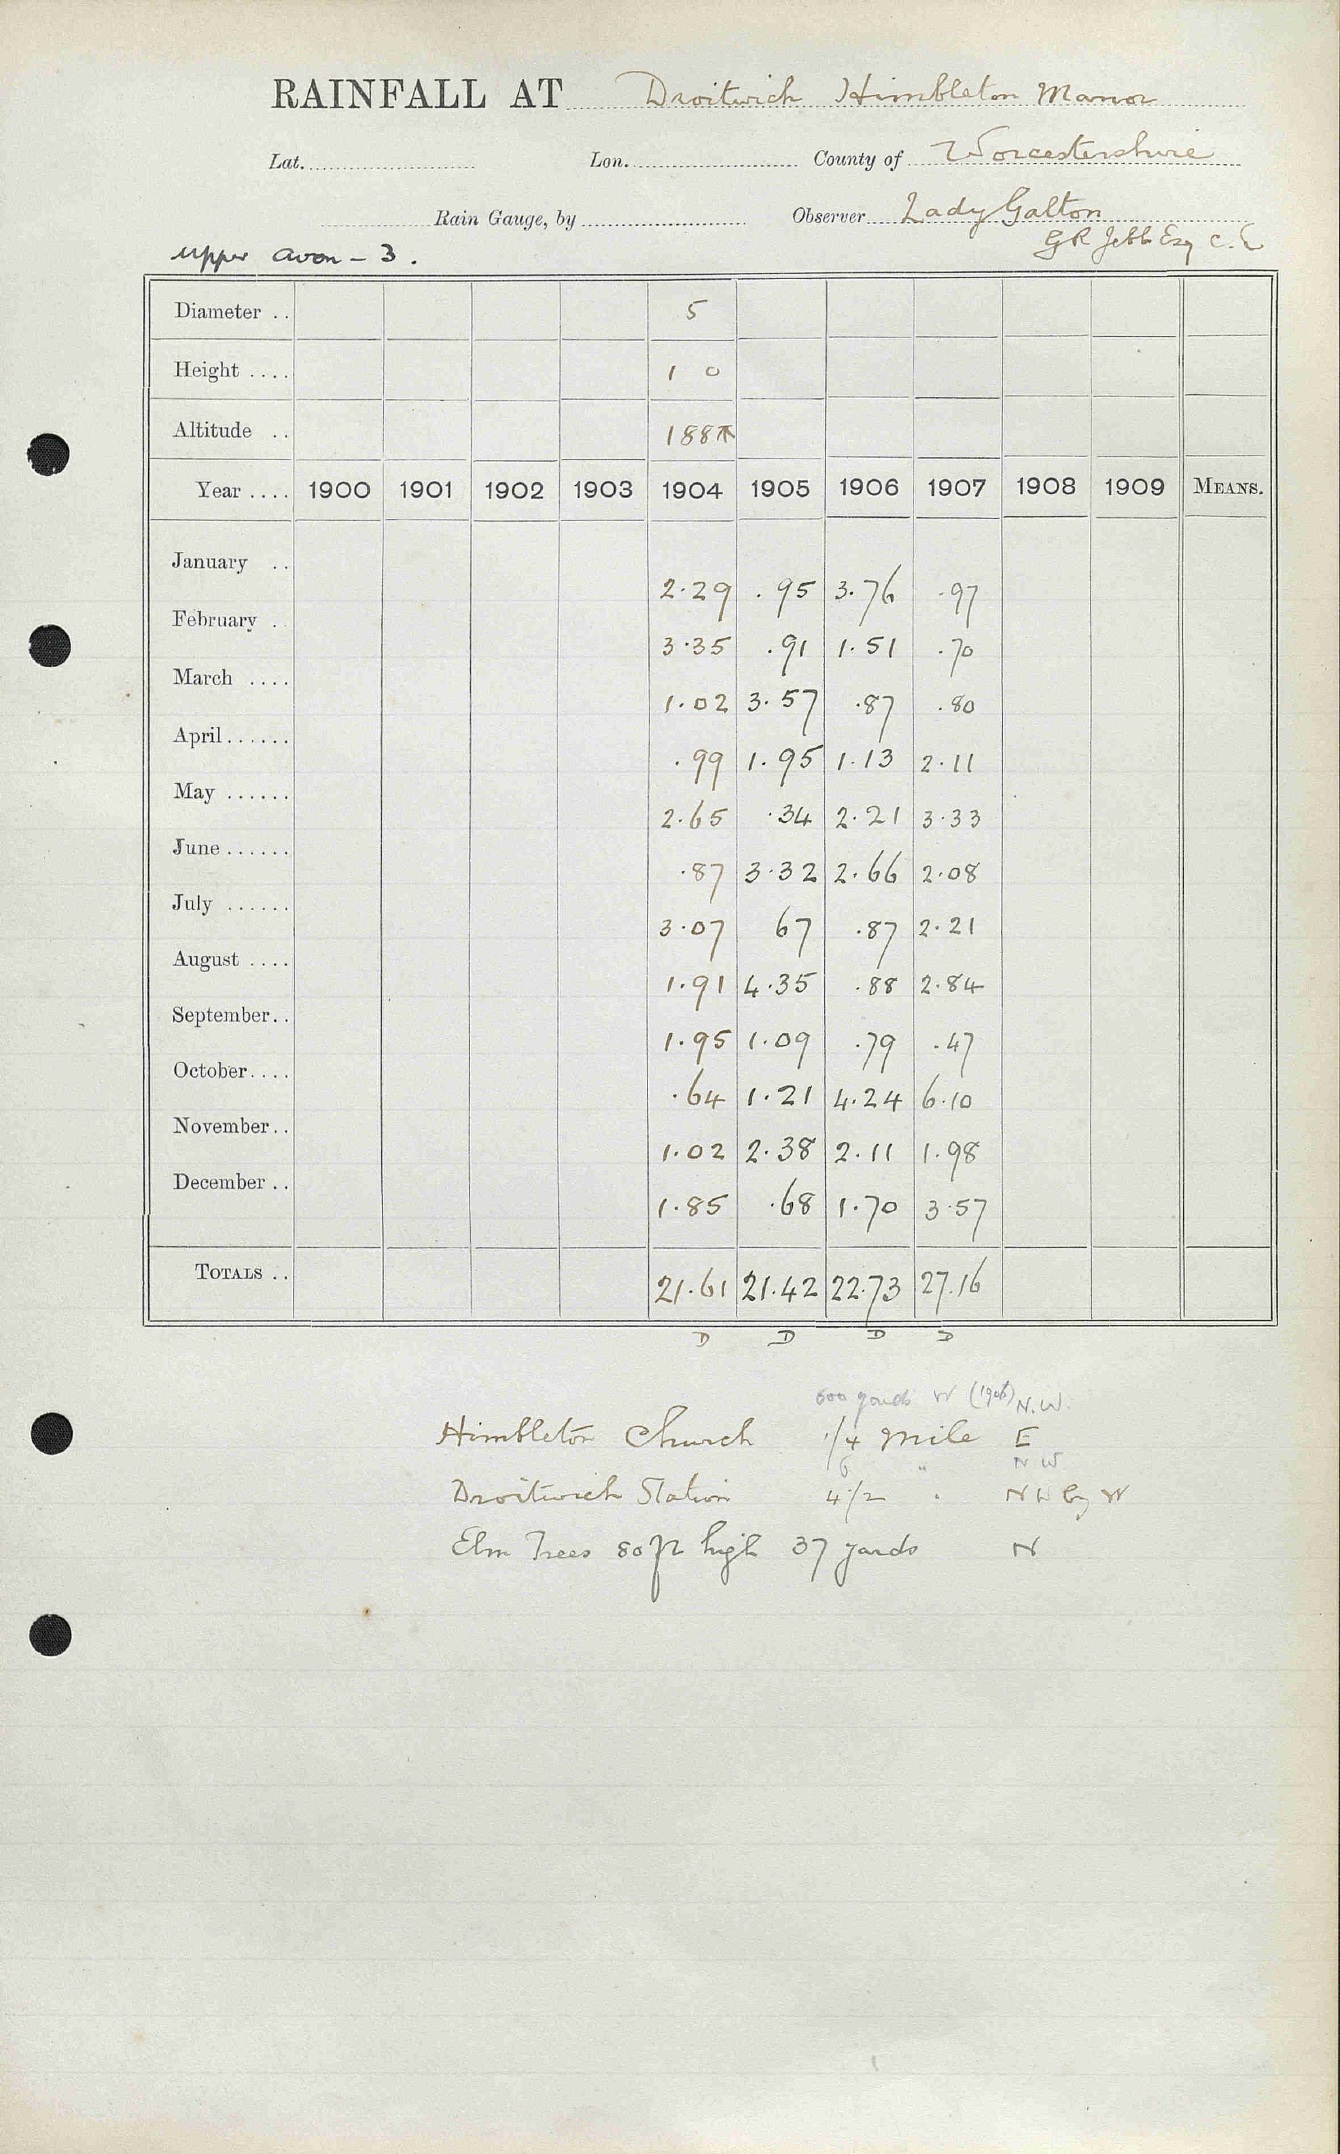 RAINFALL AT Droitwich Himbleton Manor
Lat. Lon. County of Worcestershire
Rain Gauge, by Observer Lady Galton
G R Jebb Esq C. E
Upper Avon - 3.
Diameter .. 5
Height .... 1 0
Altitude .. 188
Year .... 1900 1901 1902 1903 1904 1905 1906 1907 1908 1909 MEANS.
January .. 2.29 .95 3.76 .97
February . 3.35 .91 1.51 .70
March .... 1.02 3.57 .87 .80
April...... .99 1.95 1.13 2.11
May ...... 2.65 .34 2.21 3.33
June ...... .87 3.32 2.66 2.08
July ...... 3.07 67 .87 2.21
August .... 1.91 4.35 .88 2.84
September.. 1.95 1.09 .79 .47
October.... .64 1.21 4.24 6.10
November.. 1.02 2.38 2.11 1.98
December .. 1.85 .68 1.70 3.57
TOTALS .. 21.61 21.42 22.73 27.16
D D D D
600 yards W (1906) N.W.
Himbleton Church 1/4 Mile E
6 " N W
Droitwich Station 4 1/2 " NW by W
Elm Trees 80 ft high 37 yards N